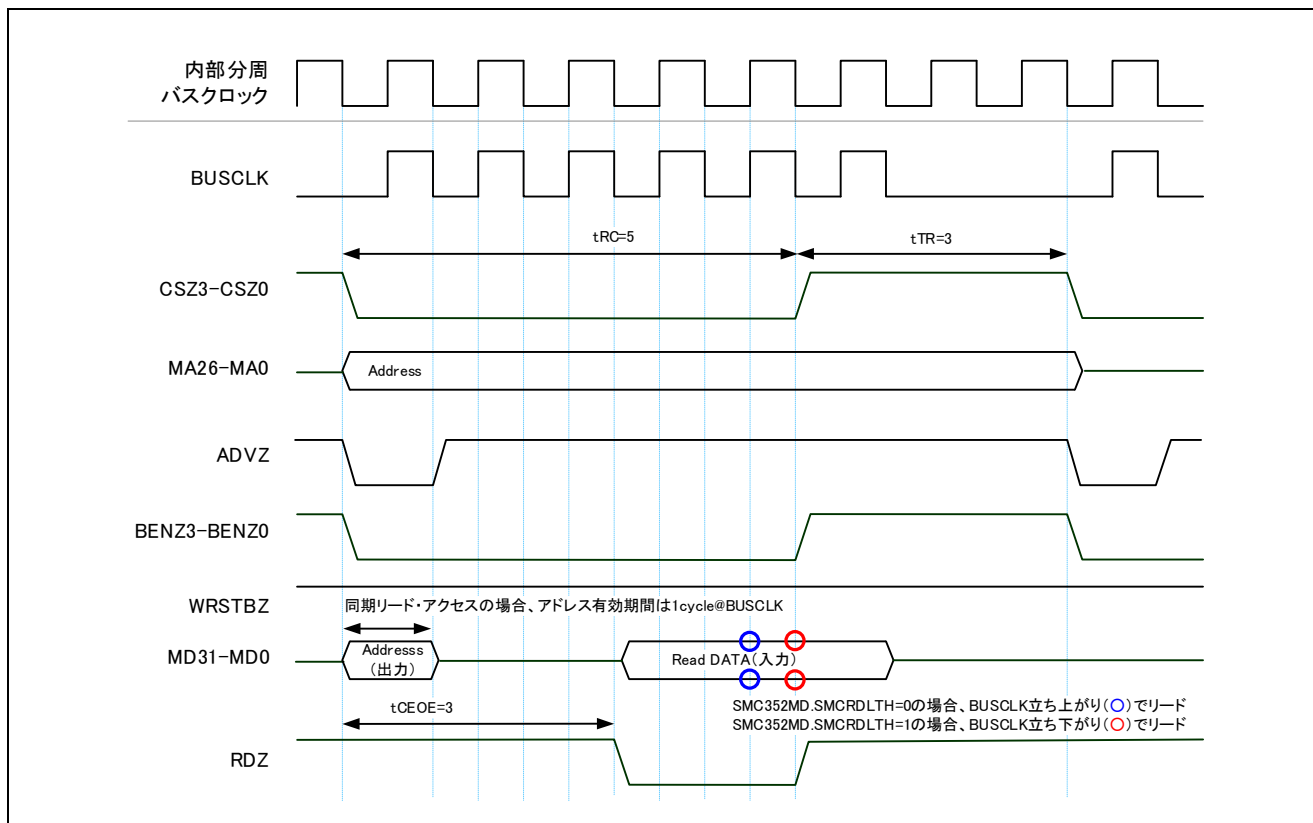 内部分周
バスクロック
BUSCLK
tRC=5
tTR=3
CSZ3-CSZ0
MA26-MA0
Address
ADVZ
BENZ3-BENZ0
WRSTBZ
同期リード・アクセスの場合、アドレス有効期間は1cycle@BUSCLK
MD31-MD0
Addresss
(出力)
Read DATA(入力)
tCEOE=3
SMC352MD.SMCRDLTH=0の場合、BUSCLK立ち上がり(○)でリード
SMC352MD.SMCRDLTH=1の場合、BUSCLK立ち下がり(○)でリード
RDZ